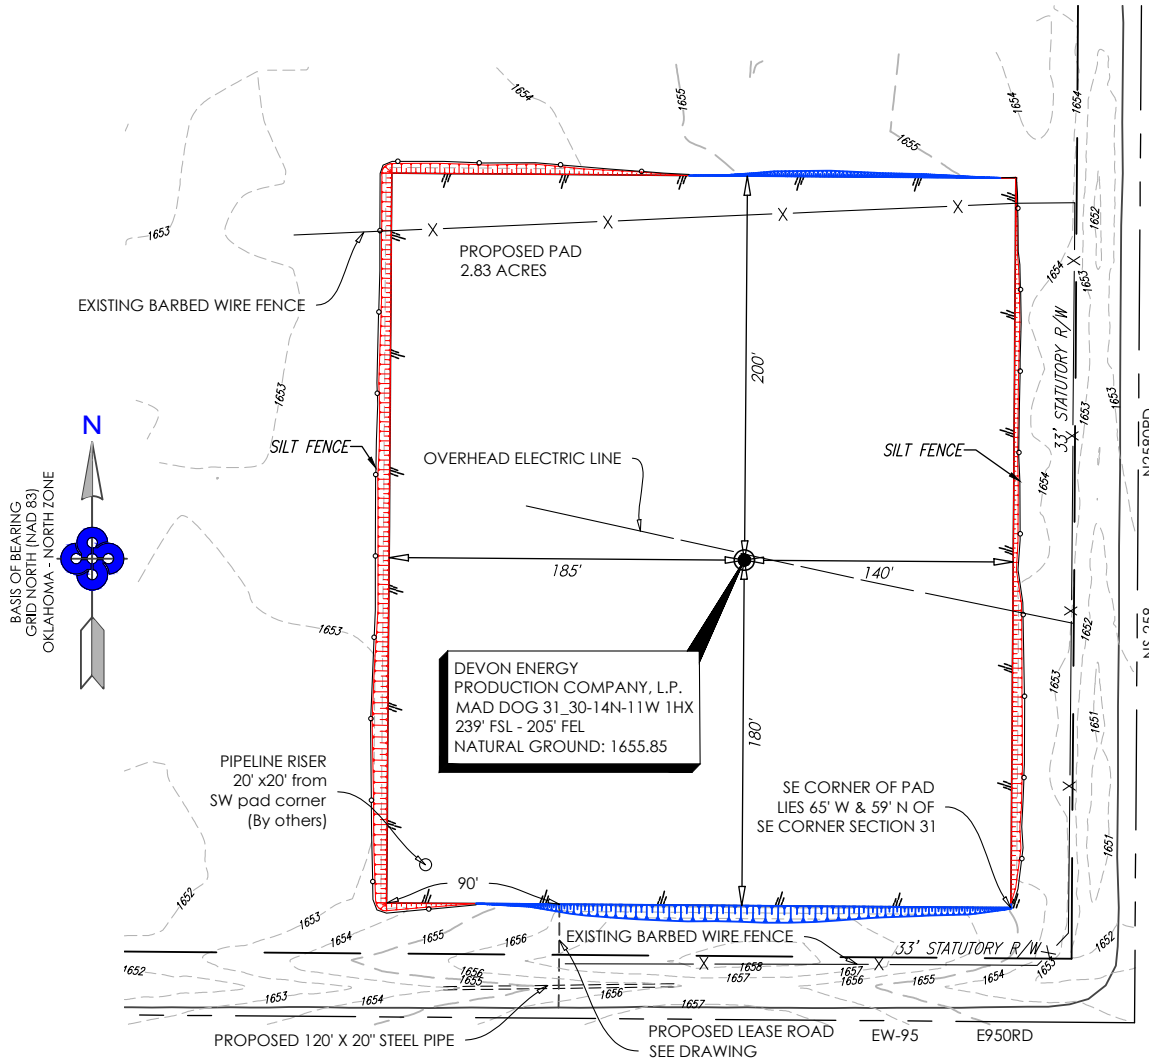 1654
1655
1654
1654
1655
1653
1652
PROPOSED PAD
2.83 ACRES
1654
1653
EXISTING BARBED WIRE FENCE
33' STATUTORY R/W
200'
1653
1653
1653
N
SILT FENCE
OVERHEAD ELECTRIC LINE
SILT FENCE
N2580RD
1654
BASIS OF BEARING
GRID NORTH (NAD 83)
OKLAHOMA - NORTH ZONE
185'
140'
1653
1652
NS-258
DEVON ENERGY
PRODUCTION COMPANY, L.P.
MAD DOG 31_30-14N-11W 1HX
239' FSL - 205' FEL
NATURAL GROUND: 1655.85
1653
180'
1651
PIPELINE RISER
20' x20' from
SW pad corner
(By others)
SE CORNER OF PAD
LIES 65' W & 59' N OF
SE CORNER SECTION 31
1651
90'
1652
1653
1654
1655
1656
EXISTING BARBED WIRE FENCE
33' STATUTORY R/W
1652
1653
1652
1656
1655
1658
1657
1657
1656
1655
1654
1653
1654
1656
1657
PROPOSED 120' X 20" STEEL PIPE
PROPOSED LEASE ROAD
SEE DRAWING
EW-95
E950RD